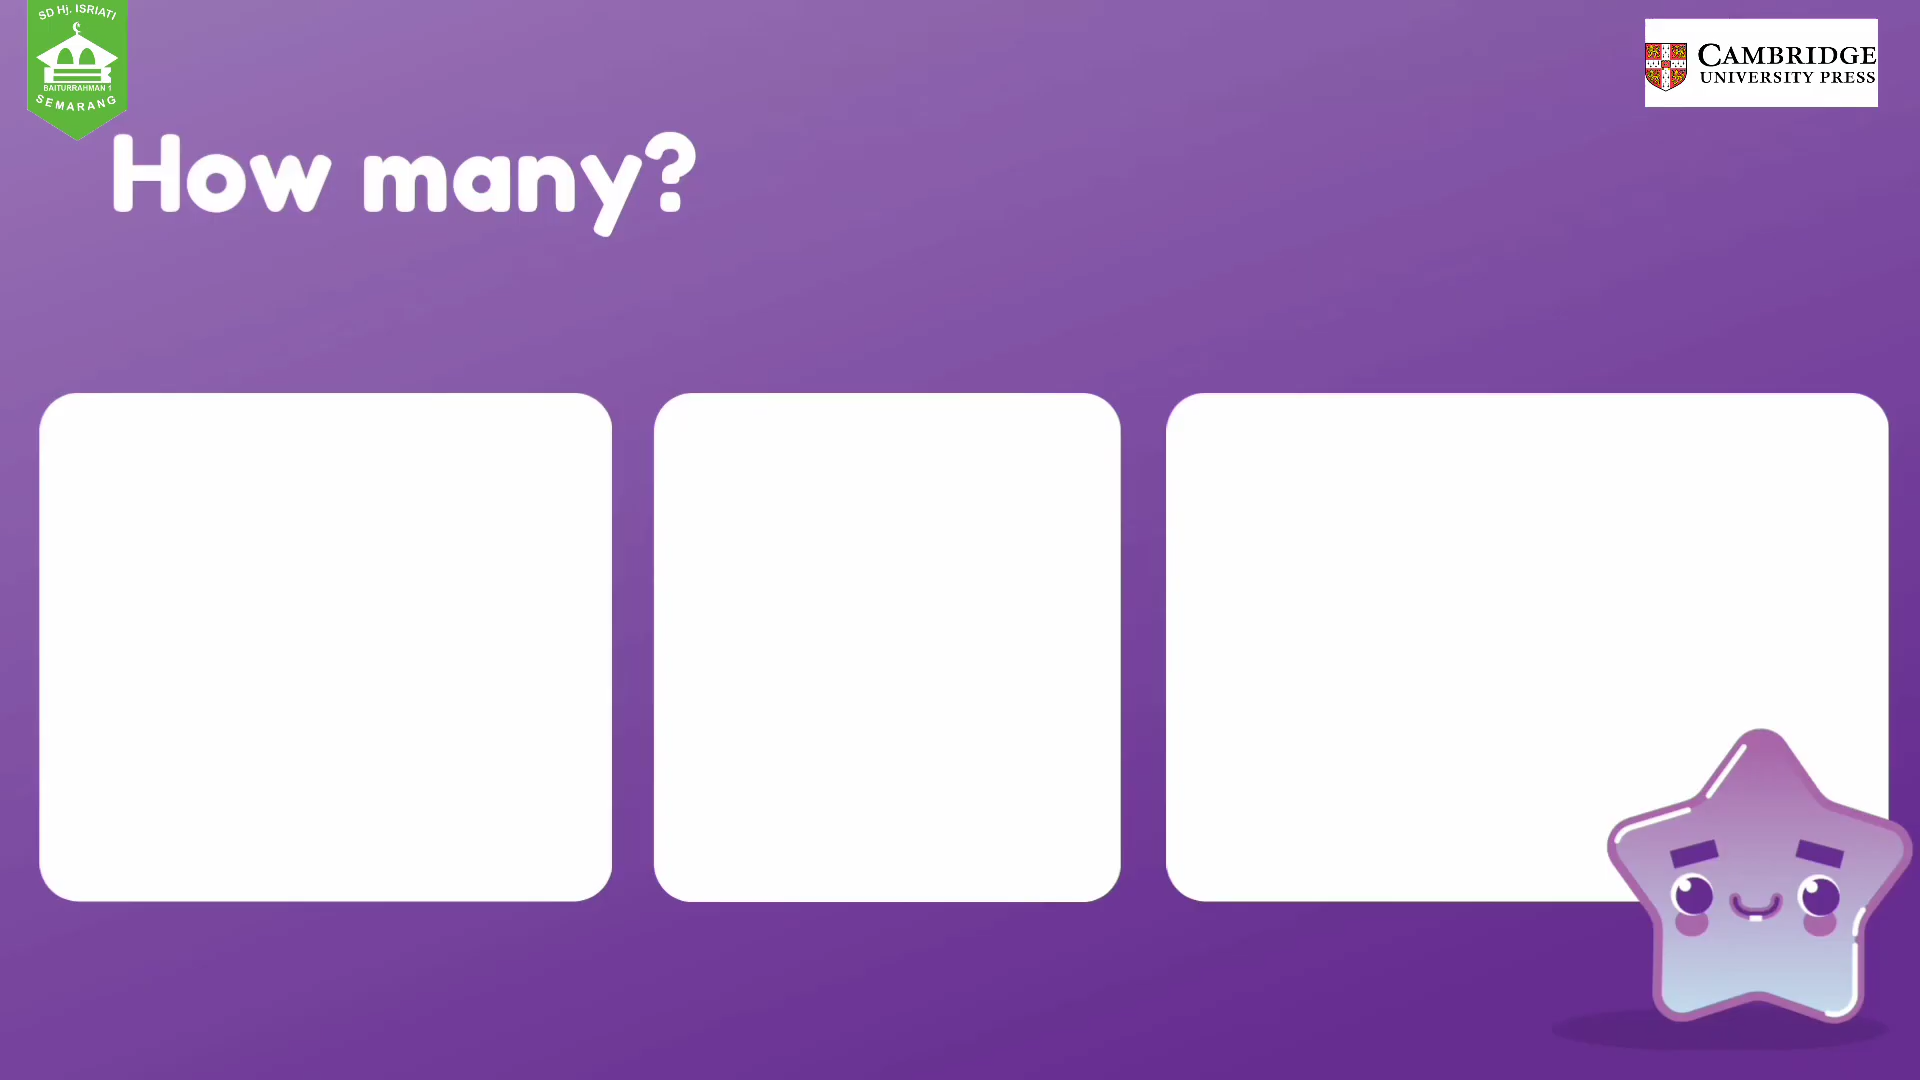 SD Hj. ISRIATI
BAITURRAHMAN 1
SEMARANG
CAMBRIDGE
UNIVERSITY PRESS
How many?